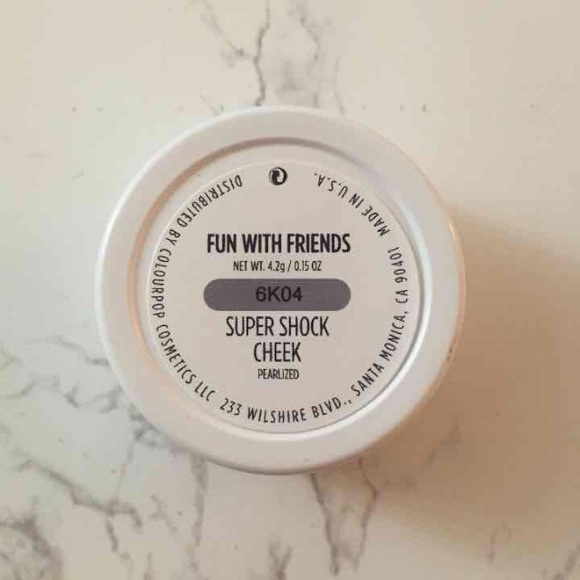 FUN WITH FRIENDS
NET WT. 4.2g / 0.15 OZ
6K04
SUPER SHOCK
CHEEK
PEARLIZED
DISTRIBUTED BY COLOURPOP COSMETICS LLC 233 WILSHIRE BLVD., SANTA MONICA, CA 90401 MADE IN U.S.A.